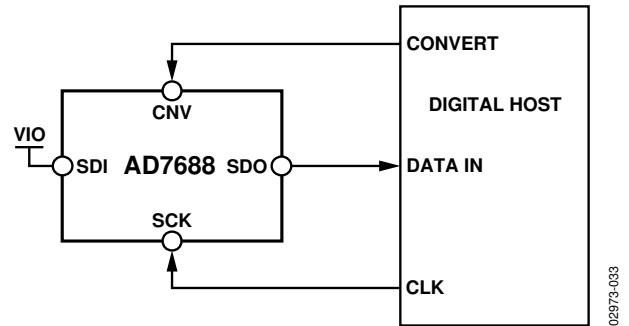 CONVERT
CNV
DIGITAL HOST
VIO
SDI AD7688 SDO
DATA IN
SCK
CLK
02973-033